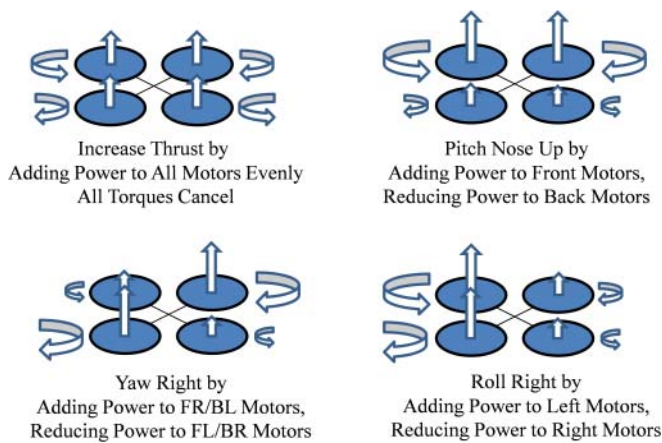 Increase Thrust by
Adding Power to All Motors Evenly
All Torques Cancel
Pitch Nose Up by
Adding Power to Front Motors,
Reducing Power to Back Motors
Yaw Right by
Adding Power to FR/BL Motors,
Reducing Power to FL/BR Motors
Roll Right by
Adding Power to Left Motors,
Reducing Power to Right Motors